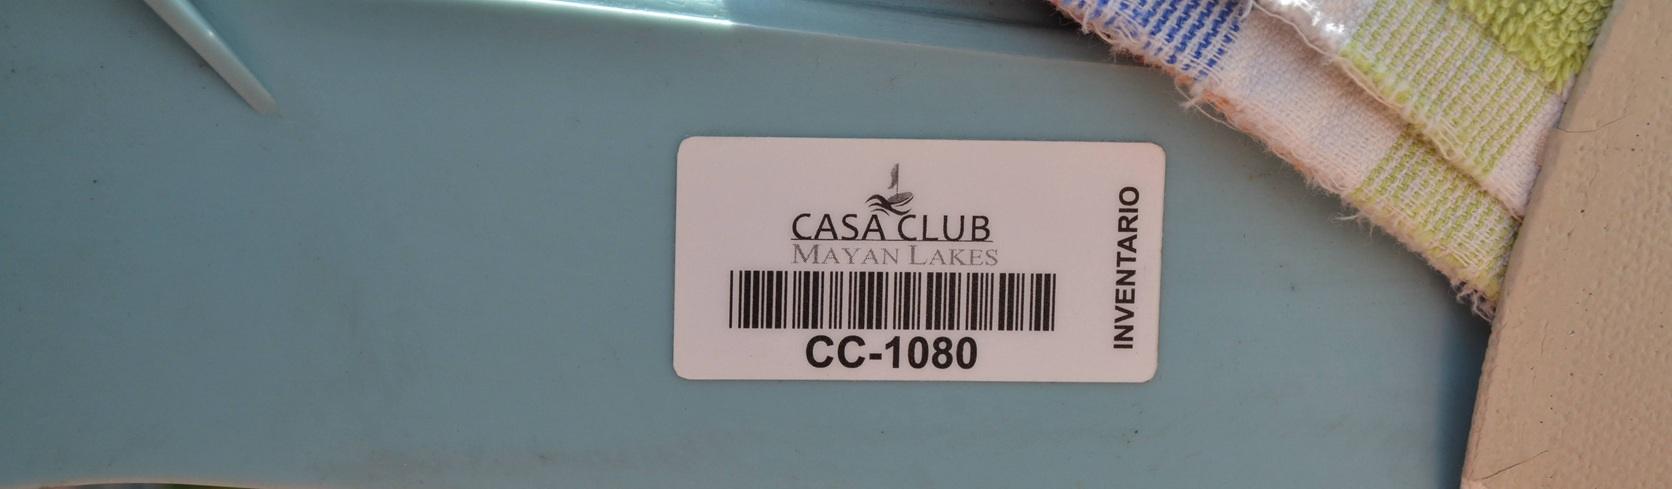 CASA CLUB
MAYAN LAKES
CC-1080
INVENTARIO